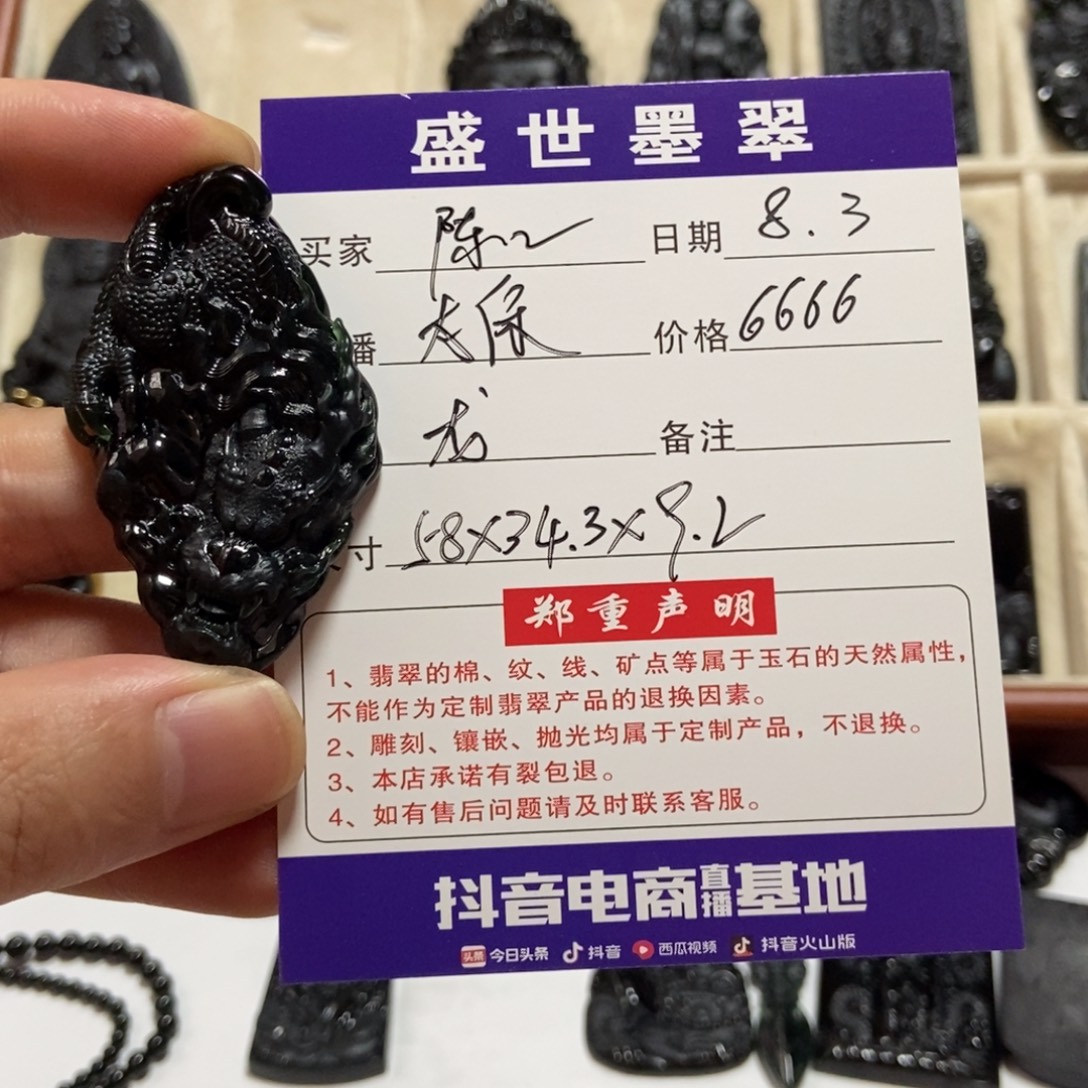 盛世墨翠
买家 陈 日期 8.3
播 太保 价格 6666
龙 备注
寸 58×34.3×9.2
郑重声明
1、翡翠的棉、纹、线、矿点等属于玉石的天然属性,
不能作为定制翡翠产品的退换因素。
2、雕刻、镶嵌、抛光均属于定制产品，不退换。
3、本店承诺有裂包退。
4、如有售后问题请及时联系客服。
抖音电商直播基地
头条 今日头条 抖音 西瓜视频 抖音火山版